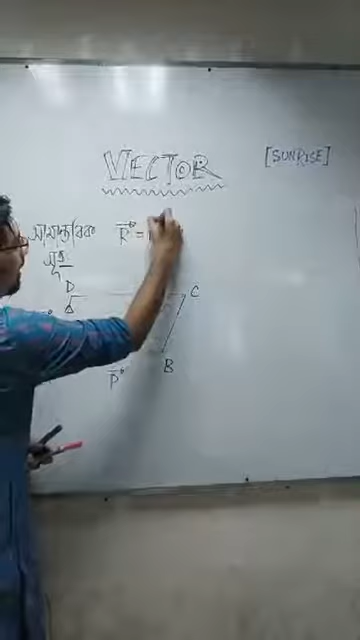 VECTOR
[SUNRISE]
সামান্তরিক R⃗ =
সূত্র
D
C
P⃗
B